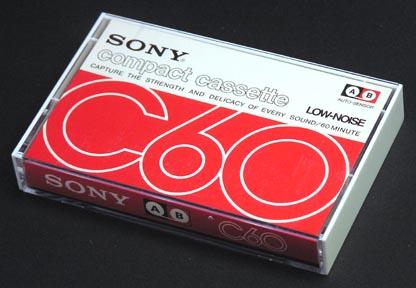 SONY
compact cassette
CAPTURE THE STRENGTH AND DELICACY OF EVERY SOUND/60 MINUTE
A B
AUTO-SENSOR
LOW-NOISE
C60
SONY A B C60